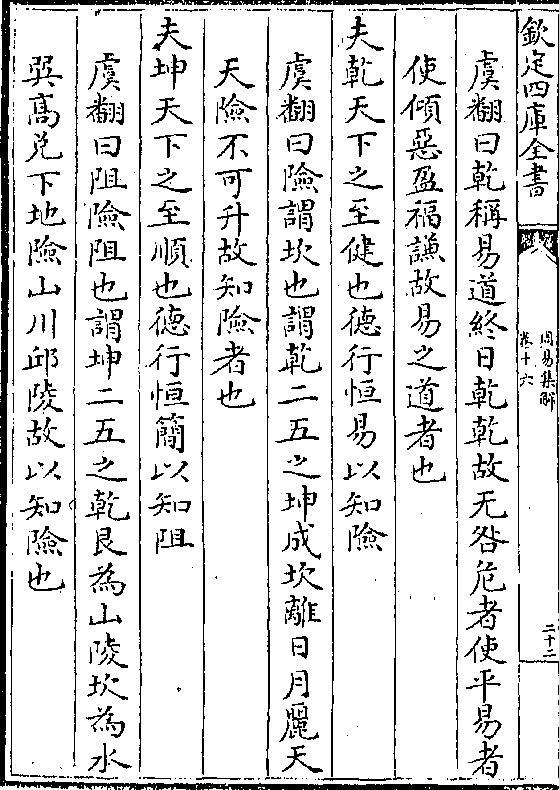 欽定四庫全書
周易集解
卷十六
二十二
虞翻曰乾稱易道終日乾乾故无咎危者使平易者
使傾惡盈福謙故易之道者也
夫乾天下之至健也德行恒易以知險
虞翻曰險謂坎也謂乾二五之坤成坎離日月麗天
天險不可升故知險者也
夫坤天下之至順也德行恒簡以知阻
虞翻曰阻險阻也謂坤二五之乾艮為山陵坎為水
巽髙兌下地險山川邱陵故以知險也